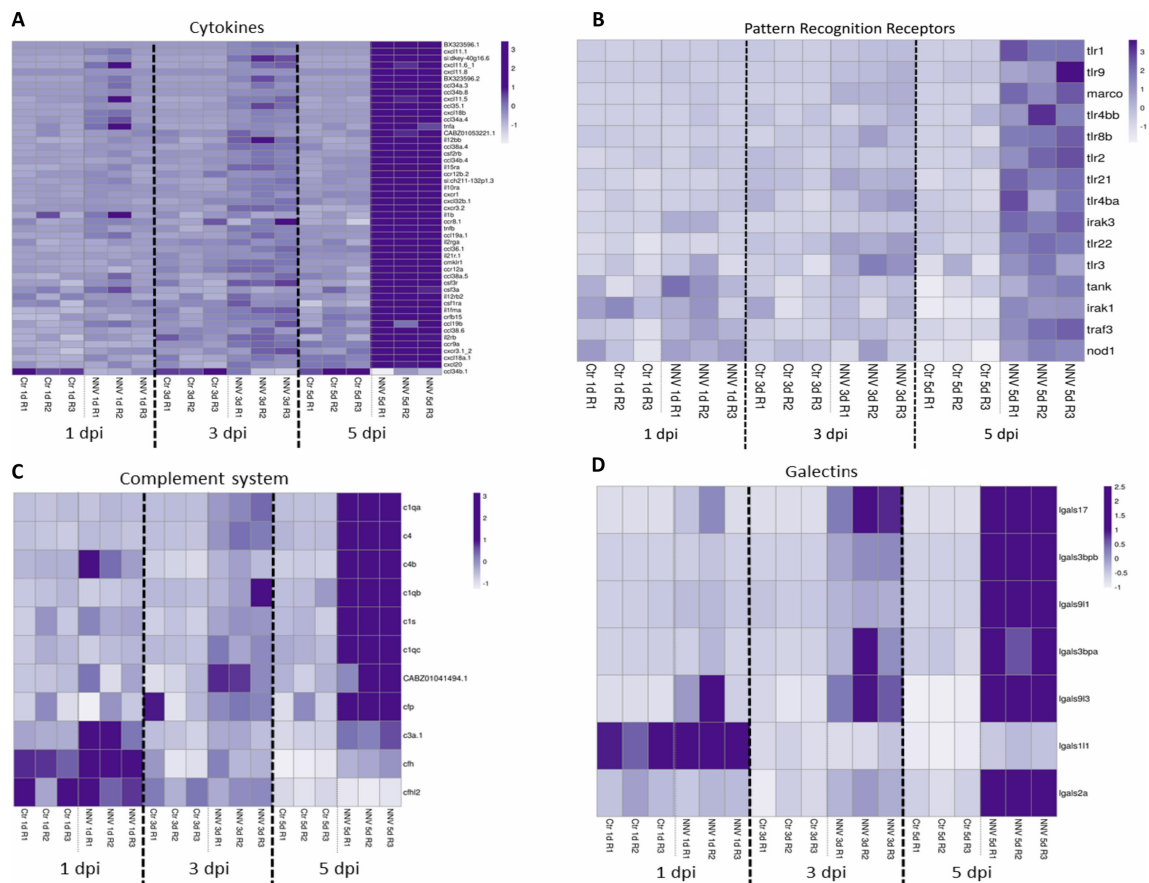 A
Cytokines
BX323596.1
cxcl11.1
si:dkey-40g16.6
cxcl11.6_1
cxcl11.8
BX323596.2
ccl34a.3
ccl34b.8
cxcl11.5
ccl35.1
cxcl18b
ccl34a.4
tnfa
CABZ01053221.1
il12bb
ccl38a.4
csf2rb
ccl34b.4
il15ra
ccr12b.2
si:ch211-132p1.3
il10ra
cxcr1
cxcl32b.1
cxcr3.2
il1b
ccr8.1
tnfb
ccl19a.1
il2rga
ccl36.1
il21r.1
cmklr1
ccr12a
ccl38a.5
csf3r
csf3a
il12rb2
csf1ra
il1fma
crfb15
ccl19b
ccl38.6
il2rb
ccr9a
cxcr3.1_2
cxcl18a.1
cxcl20
ccl34b.1
3
2
1
0
-1
Ctr 1d R1
Ctr 1d R2
Ctr 1d R3
NNV 1d R1
NNV 1d R2
NNV 1d R3
Ctr 3d R1
Ctr 3d R2
Ctr 3d R3
NNV 3d R1
NNV 3d R2
NNV 3d R3
Ctr 5d R1
Ctr 5d R2
Ctr 5d R3
NNV 5d R1
NNV 5d R2
NNV 5d R3
1 dpi
3 dpi
5 dpi
B
Pattern Recognition Receptors
tlr1
tlr9
marco
tlr4bb
tlr8b
tlr2
tlr21
tlr4ba
irak3
tlr22
tlr3
tank
irak1
traf3
nod1
3
2
1
0
-1
Ctr 1d R1
Ctr 1d R2
Ctr 1d R3
NNV 1d R1
NNV 1d R2
NNV 1d R3
Ctr 3d R1
Ctr 3d R2
Ctr 3d R3
NNV 3d R1
NNV 3d R2
NNV 3d R3
Ctr 5d R1
Ctr 5d R2
Ctr 5d R3
NNV 5d R1
NNV 5d R2
NNV 5d R3
1 dpi
3 dpi
5 dpi
C
Complement system
c1qa
c4
c4b
c1qb
c1s
c1qc
CABZ01041494.1
cfp
c3a.1
cfh
cfhl2
3
2
1
0
-1
Ctr 1d R1
Ctr 1d R2
Ctr 1d R3
NNV 1d R1
NNV 1d R2
NNV 1d R3
Ctr 3d R1
Ctr 3d R2
Ctr 3d R3
NNV 3d R1
NNV 3d R2
NNV 3d R3
Ctr 5d R1
Ctr 5d R2
Ctr 5d R3
NNV 5d R1
NNV 5d R2
NNV 5d R3
1 dpi
3 dpi
5 dpi
D
Galectins
lgals17
lgals3bpb
lgals9l1
lgals3bpa
lgals9l3
lgals1l1
lgals2a
2.5
2
1.5
1
0.5
0
-0.5
-1
Ctr 1d R1
Ctr 1d R2
Ctr 1d R3
NNV 1d R1
NNV 1d R2
NNV 1d R3
Ctr 3d R1
Ctr 3d R2
Ctr 3d R3
NNV 3d R1
NNV 3d R2
NNV 3d R3
Ctr 5d R1
Ctr 5d R2
Ctr 5d R3
NNV 5d R1
NNV 5d R2
NNV 5d R3
1 dpi
3 dpi
5 dpi